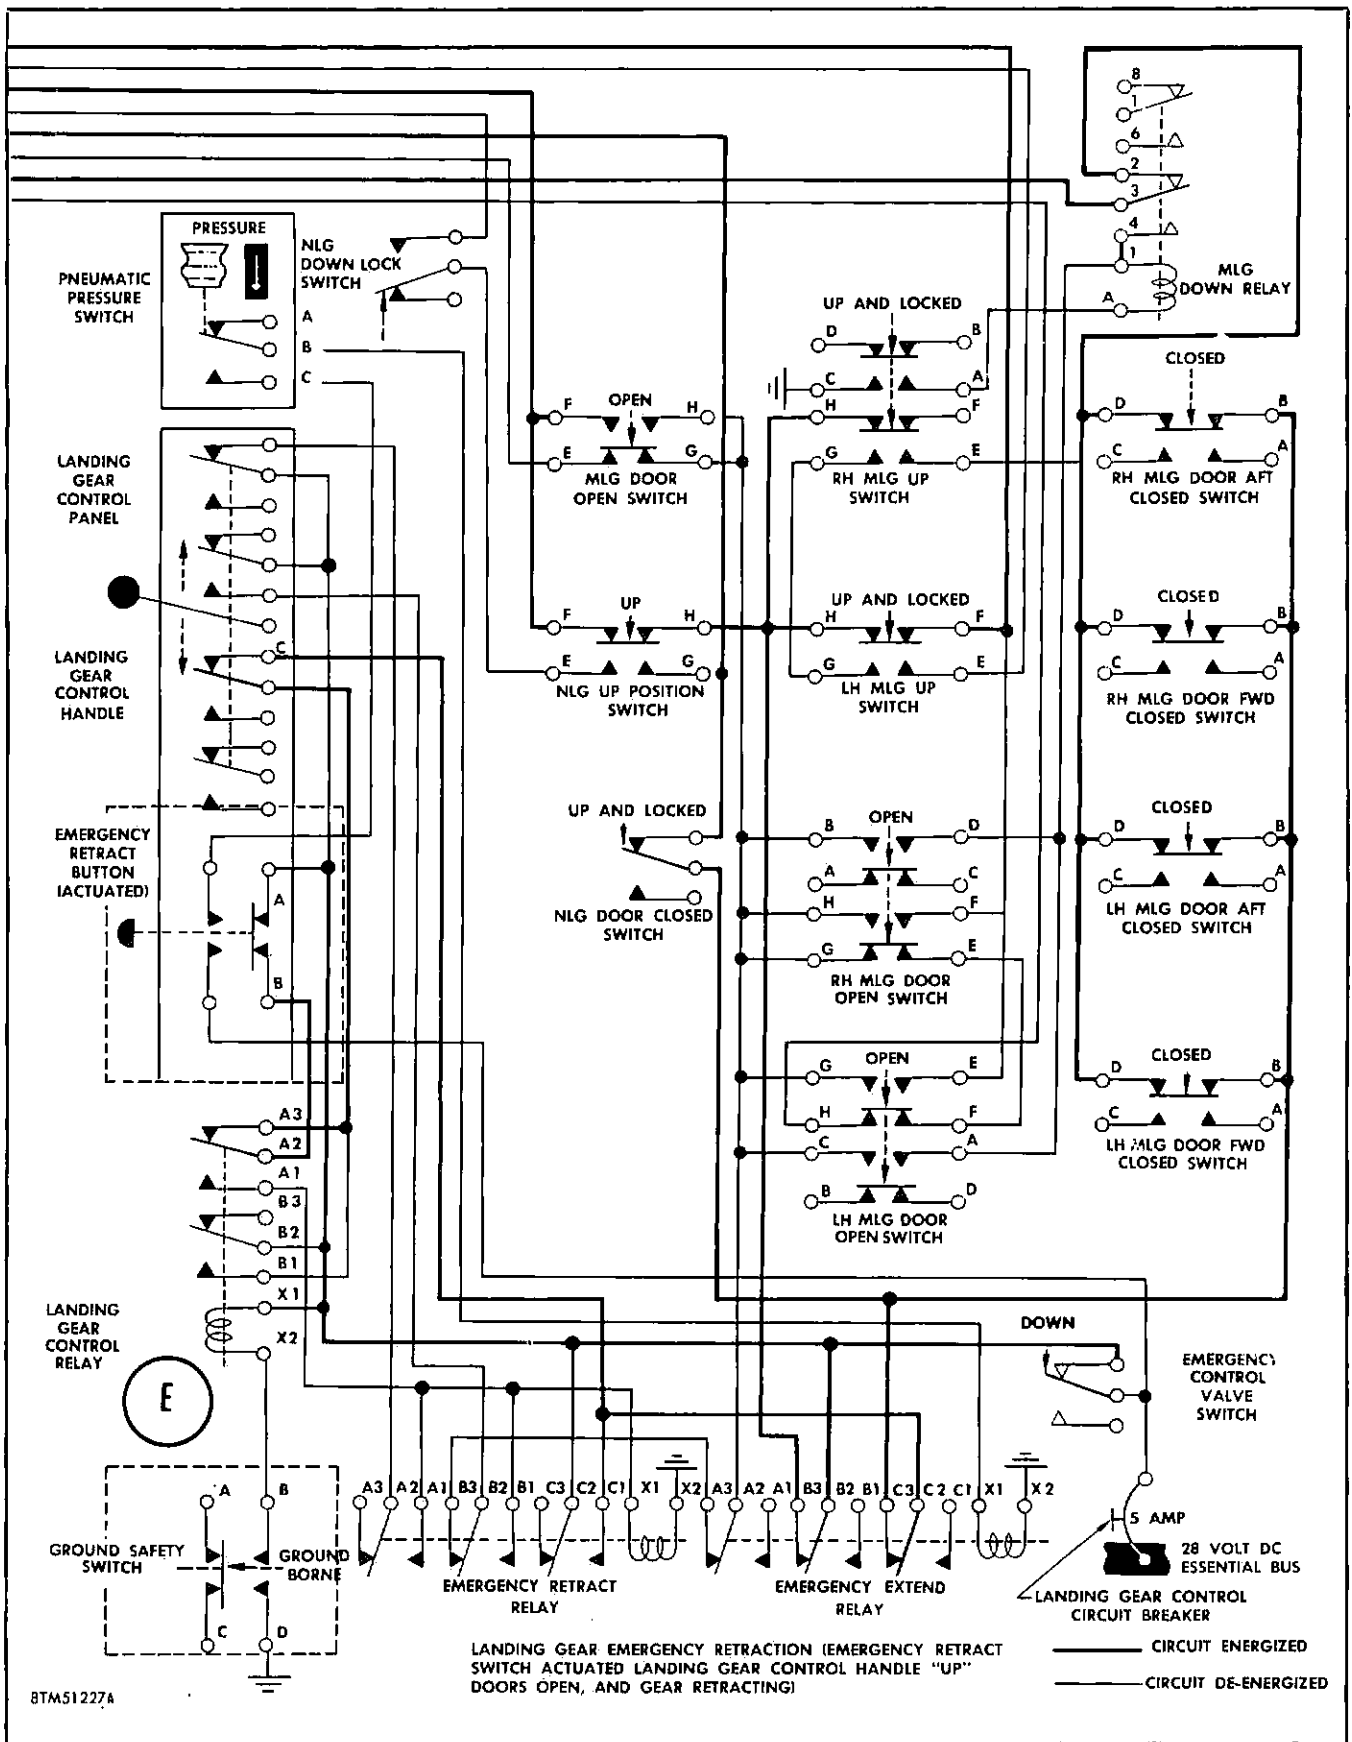 8
1
6
2
3
4
1
A
MLG
DOWN RELAY
PRESSURE
PNEUMATIC
PRESSURE
SWITCH
A
B
C
NLG
DOWN LOCK
SWITCH
UP AND LOCKED
D
B
C
A
H
F
G
E
RH MLG UP
SWITCH
OPEN
F
H
E
G
MLG DOOR
OPEN SWITCH
CLOSED
D
B
C
A
RH MLG DOOR AFT
CLOSED SWITCH
LANDING
GEAR
CONTROL
PANEL
LANDING
GEAR
CONTROL
HANDLE
C
UP
F
H
E
G
NLG UP POSITION
SWITCH
UP AND LOCKED
H
F
G
E
LH MLG UP
SWITCH
CLOSED
D
B
C
A
RH MLG DOOR FWD
CLOSED SWITCH
EMERGENCY
RETRACT
BUTTON
(ACTUATED)
A
B
UP AND LOCKED
NLG DOOR CLOSED
SWITCH
OPEN
B
D
A
C
H
F
G
E
RH MLG DOOR
OPEN SWITCH
CLOSED
D
B
C
A
LH MLG DOOR AFT
CLOSED SWITCH
OPEN
G
E
H
F
C
A
B
D
LH MLG DOOR
OPEN SWITCH
CLOSED
D
B
C
A
LH MLG DOOR FWD
CLOSED SWITCH
A3
A2
A1
B3
B2
B1
X1
X2
LANDING
GEAR
CONTROL
RELAY
E
DOWN
EMERGENCY
CONTROL
VALVE
SWITCH
A
B
C
D
GROUND SAFETY
SWITCH
GROUND
BORNE
A3 A2 A1 B3 B2 B1 C3 C2 C1 X1 X2
EMERGENCY RETRACT
RELAY
A3 A2 A1 B3 B2 B1 C3 C2 C1 X1 X2
EMERGENCY EXTEND
RELAY
5 AMP
28 VOLT DC
ESSENTIAL BUS
LANDING GEAR CONTROL
CIRCUIT BREAKER
LANDING GEAR EMERGENCY RETRACTION (EMERGENCY RETRACT
SWITCH ACTUATED LANDING GEAR CONTROL HANDLE "UP"
DOORS OPEN, AND GEAR RETRACTING)
CIRCUIT ENERGIZED
CIRCUIT DE-ENERGIZED
8TM51227A